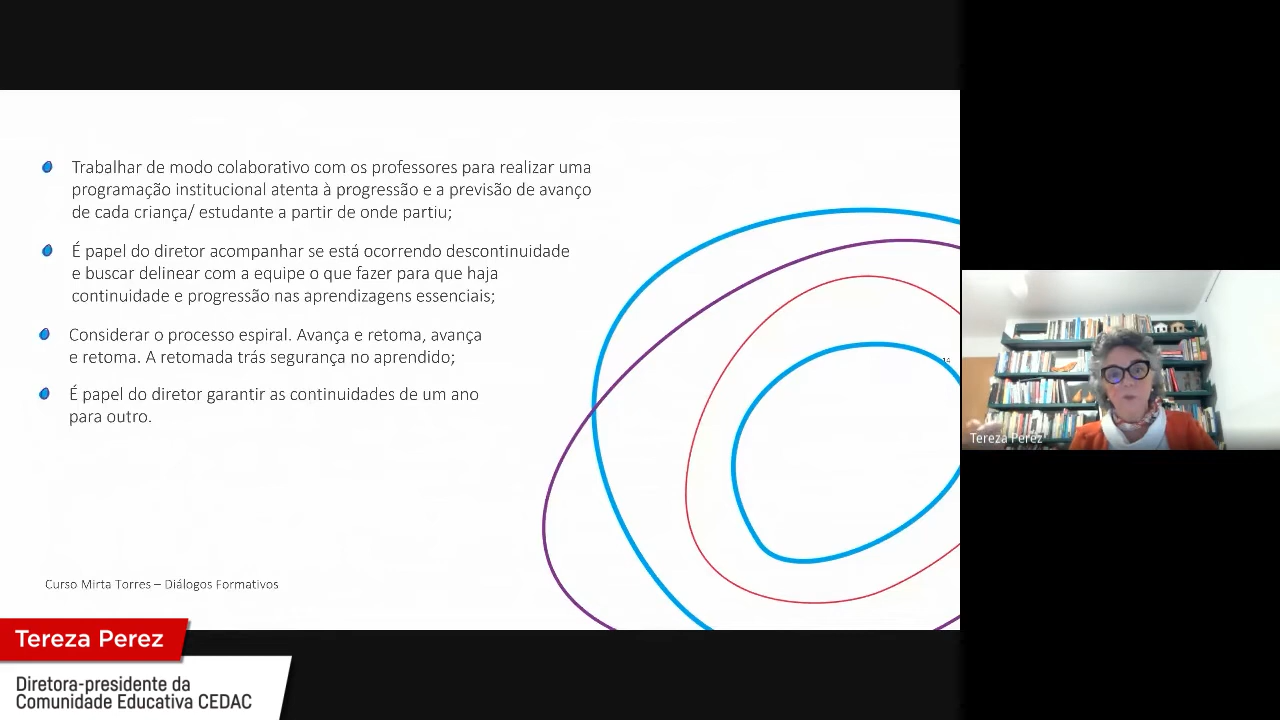 Trabalhar de modo colaborativo com os professores para realizar uma
programação institucional atenta à progressão e a previsão de avanço
de cada criança/ estudante a partir de onde partiu;
É papel do diretor acompanhar se está ocorrendo descontinuidade
e buscar delinear com a equipe o que fazer para que haja
continuidade e progressão nas aprendizagens essenciais;
Considerar o processo espiral. Avança e retoma, avança
e retoma. A retomada trás segurança no aprendido;
É papel do diretor garantir as continuidades de um ano
para outro.
14
Curso Mirta Torres – Diálogos Formativos
Tereza Perez
Tereza Perez
Diretora-presidente da
Comunidade Educativa CEDAC